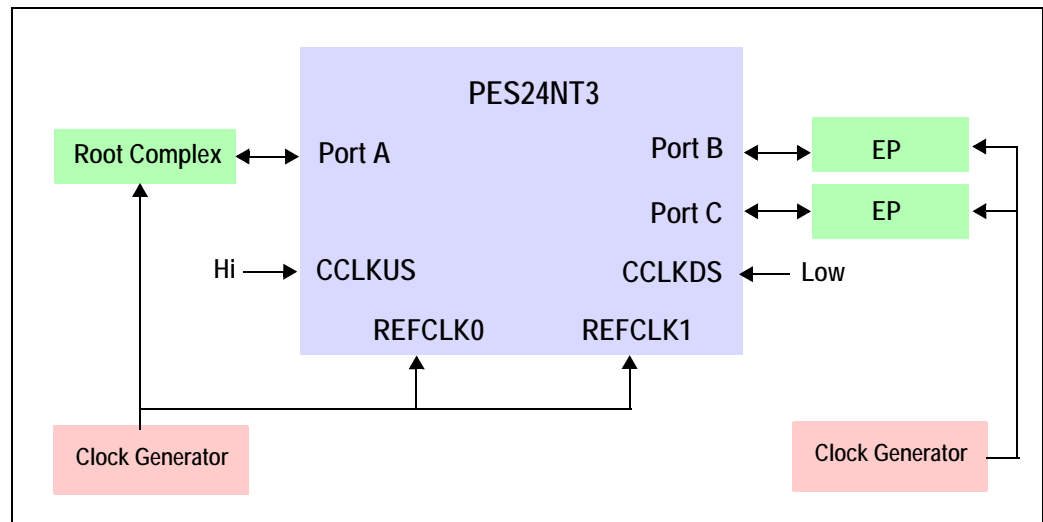 PES24NT3
Root Complex
Port A
Port B
EP
Port C
EP
Hi
CCLKUS
CCLKDS
Low
REFCLK0
REFCLK1
Clock Generator
Clock Generator